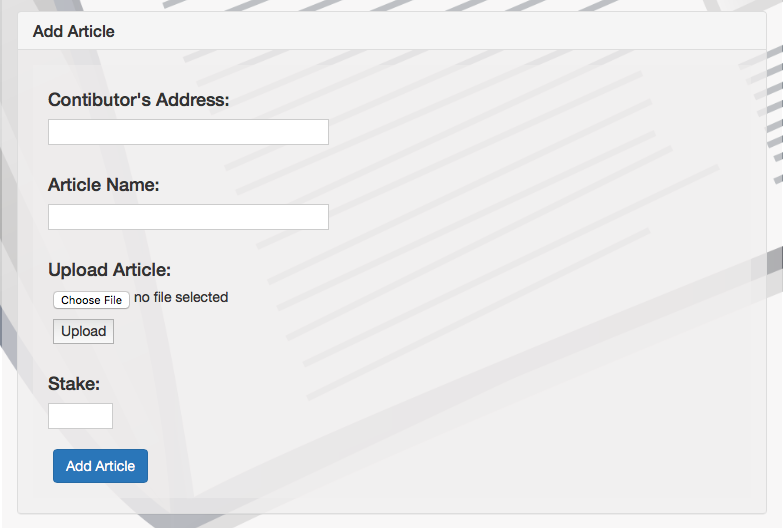 Add Article
Contibutor's Address:
Article Name:
Upload Article:
Choose File no file selected
Upload
Stake:
Add Article